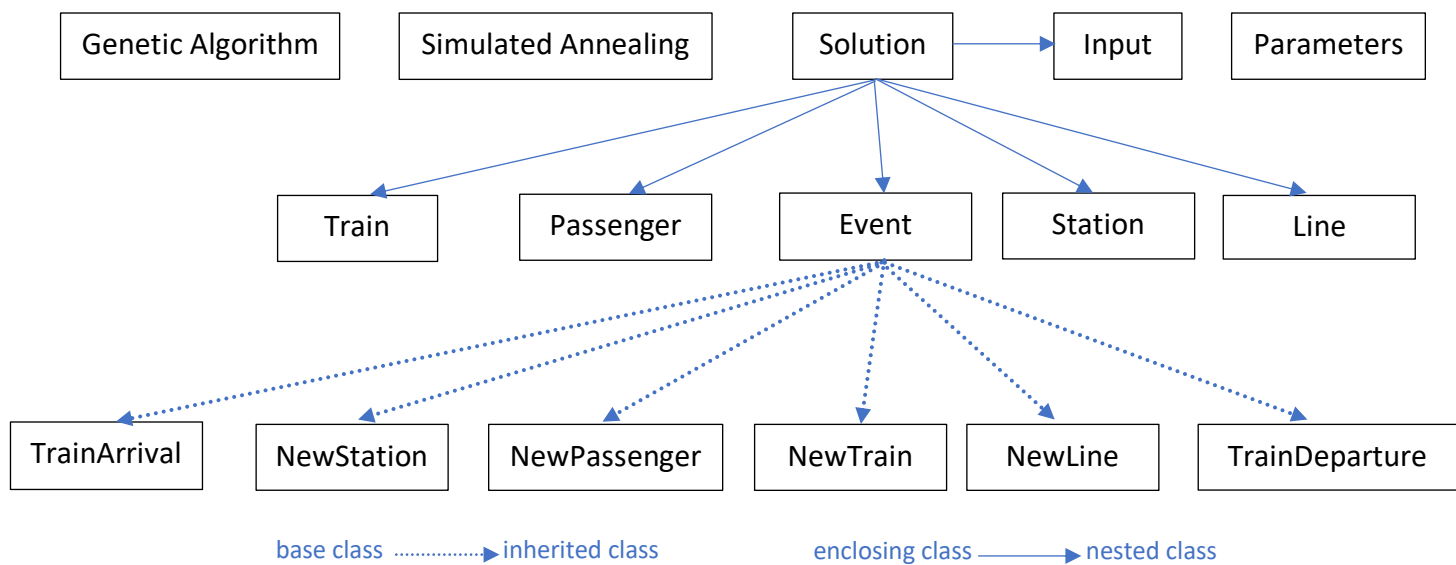 Genetic Algorithm
Simulated Annealing
Solution
Input
Parameters
Train
Passenger
Event
Station
Line
TrainArrival
NewStation
NewPassenger
NewTrain
NewLine
TrainDeparture
base class inherited class
enclosing class nested class